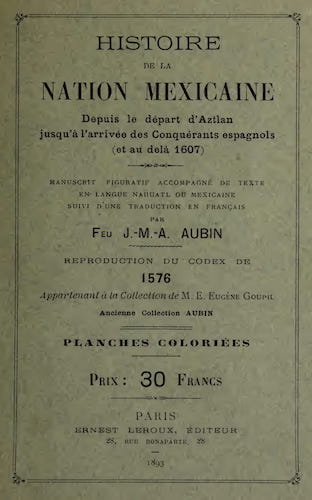 HISTOIRE
DE LA
NATION MEXICAINE
Depuis le départ d'Aztlan
jusqu'à l'arrivée des Conquérants espagnols
(et au delà 1607)
MANUSCRIT FIGURATIF ACCOMPAGNÉ DE TEXTE
EN LANGUE NAHUATL OU MEXICAINE
SUIVI D'UNE TRADUCTION EN FRANÇAIS
PAR
FEU J.-M.-A. AUBIN
REPRODUCTION DU CODEX DE
1576
Appartenant à la Collection de M. E. EUGÈNE GOUPIL
Ancienne Collection AUBIN
PLANCHES COLORIÉES
PRIX : 30 FRANCS
PARIS
ERNEST LEROUX, ÉDITEUR
28, RUE BONAPARTE, 28
1893